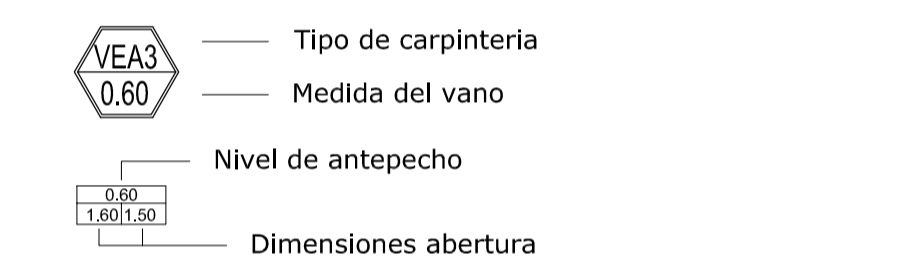 VEA3 Tipo de carpinteria
0.60 Medida del vano
Nivel de antepecho
0.60
1.60 1.50
Dimensiones abertura